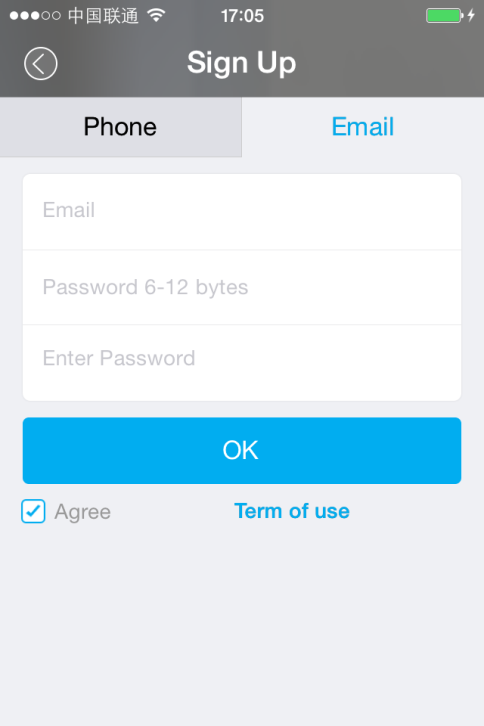 中国联通 17:05
Sign Up
Phone Email
Email
Password 6-12 bytes
Enter Password
OK
Agree Term of use